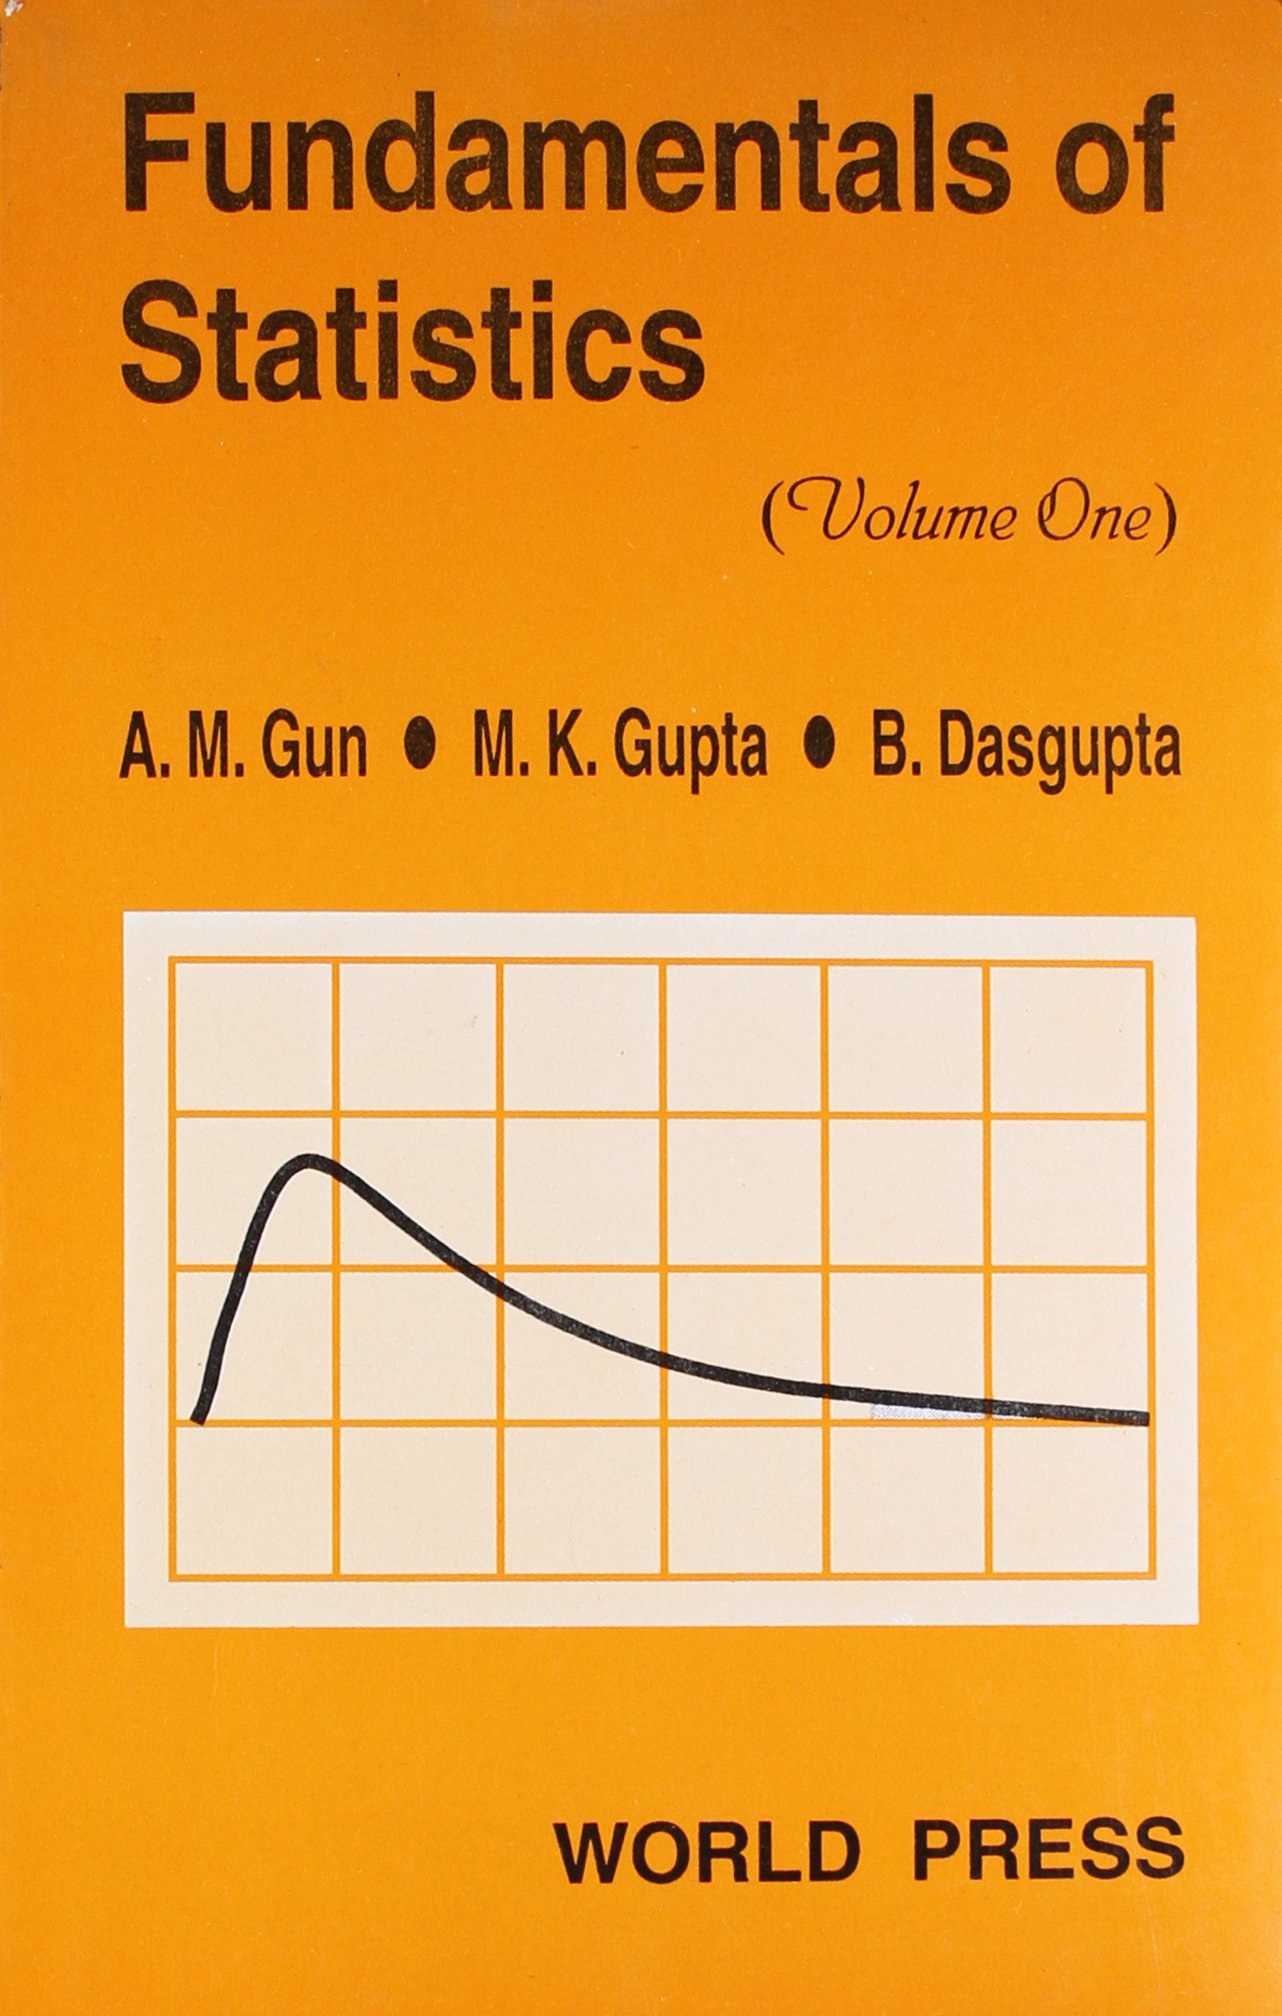 Fundamentals of
Statistics
(Volume One)
A. M. Gun ● M. K. Gupta ● B. Dasgupta
WORLD PRESS